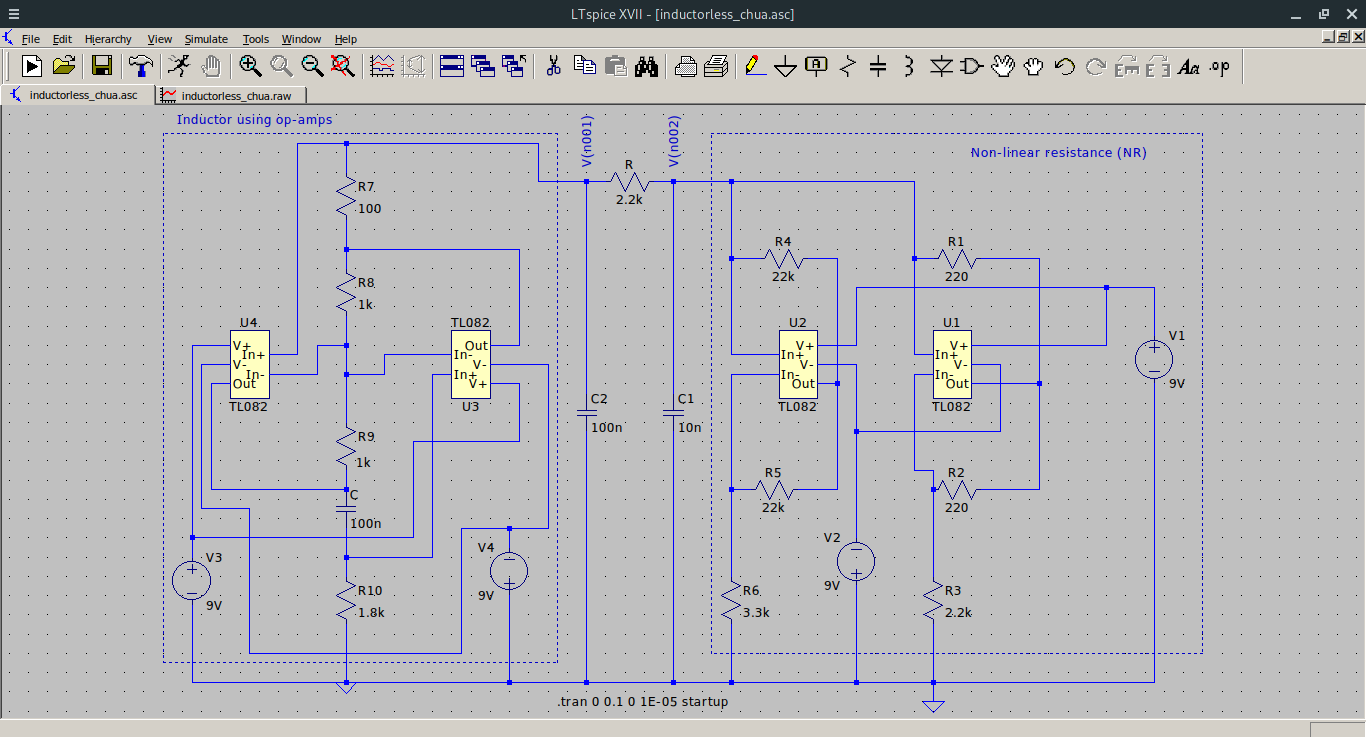 LTspice XVII - [inductorless_chua.asc]
File Edit Hierarchy View Simulate Tools Window Help
Aa .op
inductorless_chua.asc inductorless_chua.raw
Inductor using op-amps
R7
100
R8
1k
U4
V+
In+
V-
In-
Out
TL082
TL082
Out
In-
V-
In+
V+
U3
R9
1k
C
100n
V3
9V
V4
9V
R10
1.8k
V(n001)
R
2.2k
V(n002)
C2
100n
C1
10n
Non-linear resistance (NR)
R4
22k
R1
220
U2
V+
In+
V-
In-
Out
TL082
U1
V+
In+
V-
In-
Out
TL082
V1
9V
R5
22k
R2
220
V2
9V
R6
3.3k
R3
2.2k
.tran 0 0.1 0 1E-05 startup